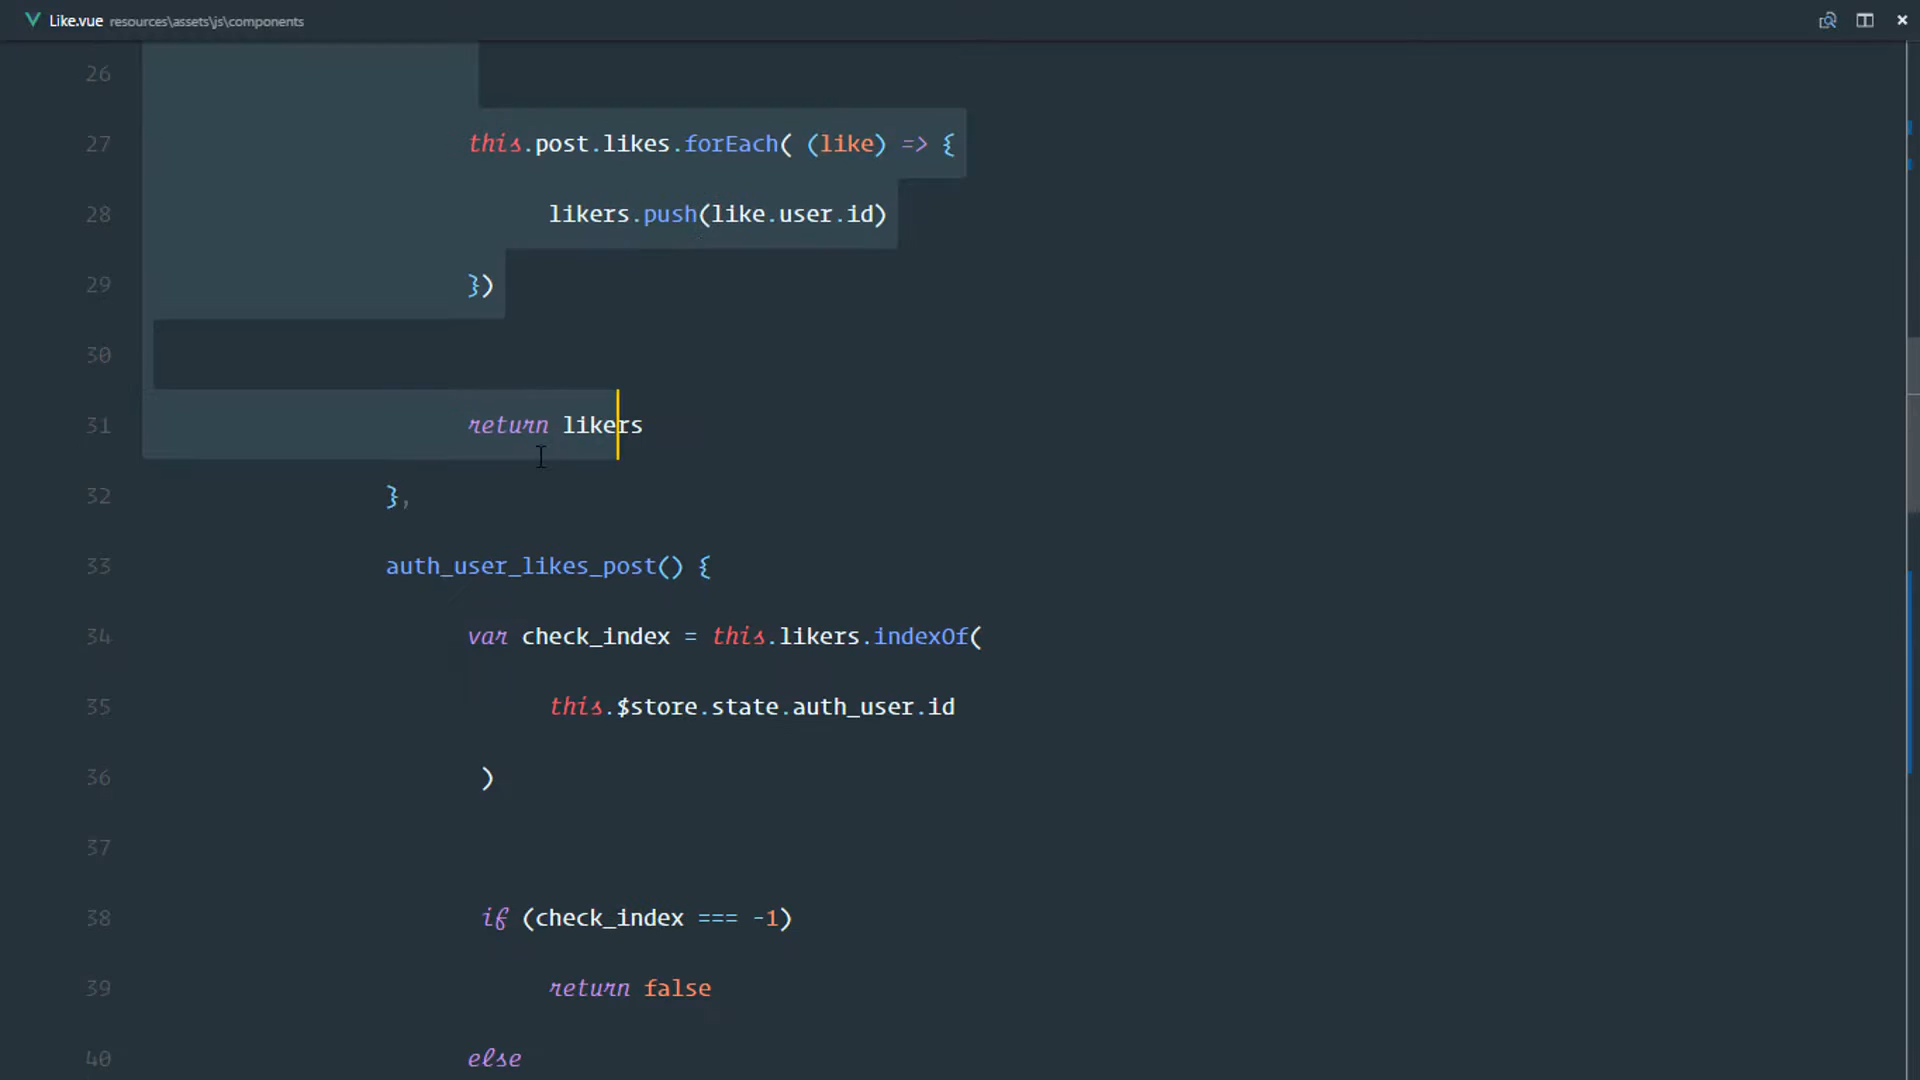 Like.vue resources\assets\js\components
26
27 this.post.likes.forEach( (like) => {
28 likers.push(like.user.id)
29 })
30
31 return likers
32 },
33 auth_user_likes_post() {
34 var check_index = this.likers.indexOf(
35 this.$store.state.auth_user.id
36 )
37
38 if (check_index === -1)
39 return false
40 else